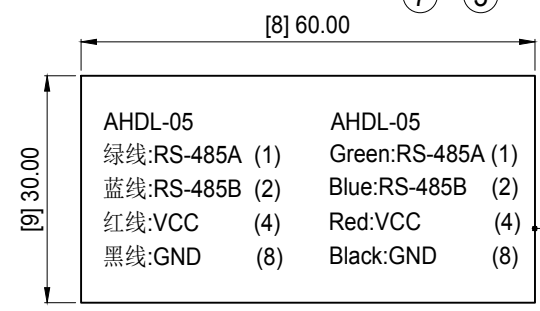 [8] 60.00
[9] 30.00
AHDL-05
绿线:RS-485A (1)
蓝线:RS-485B (2)
红线:VCC (4)
黑线:GND (8)
AHDL-05
Green:RS-485A (1)
Blue:RS-485B (2)
Red:VCC (4)
Black:GND (8)